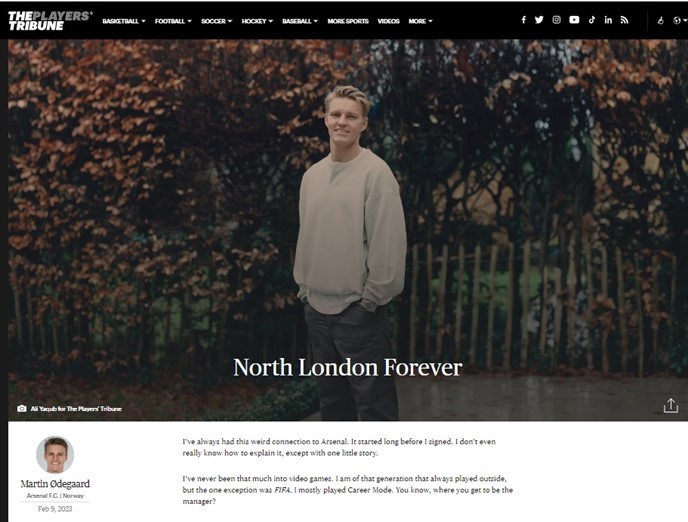 THE PLAYERS'
TRIBUNE
BASKETBALL FOOTBALL SOCCER HOCKEY BASEBALL MORE SPORTS VIDEOS MORE
North London Forever
Ali Yaqub for The Players' Tribune
Martin Ødegaard
Arsenal F.C. | Norway
Feb 9, 2023
I've always had this weird connection to Arsenal. It started long before I signed. I don't even
really know how to explain it, except with one little story.
I've never been that much into video games. I am of that generation that always played outside,
but the one exception was FIFA. I mostly played Career Mode. You know, where you get to be the
manager?